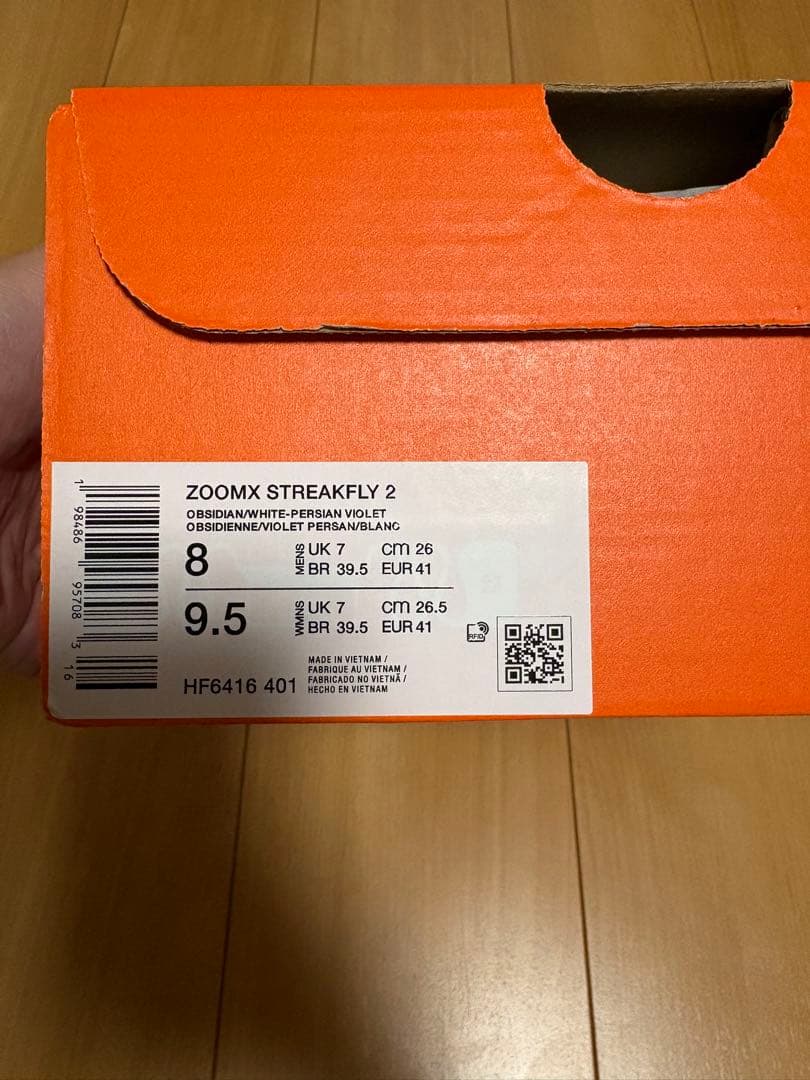 ZOOMX STREAKFLY 2
OBSIDIAN/WHITE-PERSIAN VIOLET
OBSIDIENNE/VIOLET PERSAN/BLANC
8 MENS UK 7 cm 26
BR 39.5 EUR 41
9.5 WMNS UK 7 cm 26.5
BR 39.5 EUR 41
RFID
HF6416 401
MADE IN VIETNAM /
FABRIQUE AU VIETNAM /
FABRICADO NO VIETNÃ /
HECHO EN VIETNAM
1 98486 95708 3 16